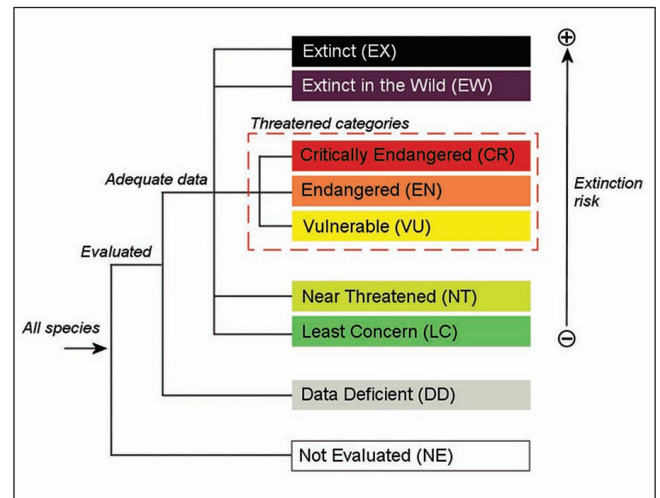 Extinct (EX)
Extinct in the Wild (EW)
Threatened categories
Critically Endangered (CR)
Adequate data
Endangered (EN)
Extinction
risk
Vulnerable (VU)
Evaluated
Near Threatened (NT)
All species
Least Concern (LC)
Data Deficient (DD)
Not Evaluated (NE)